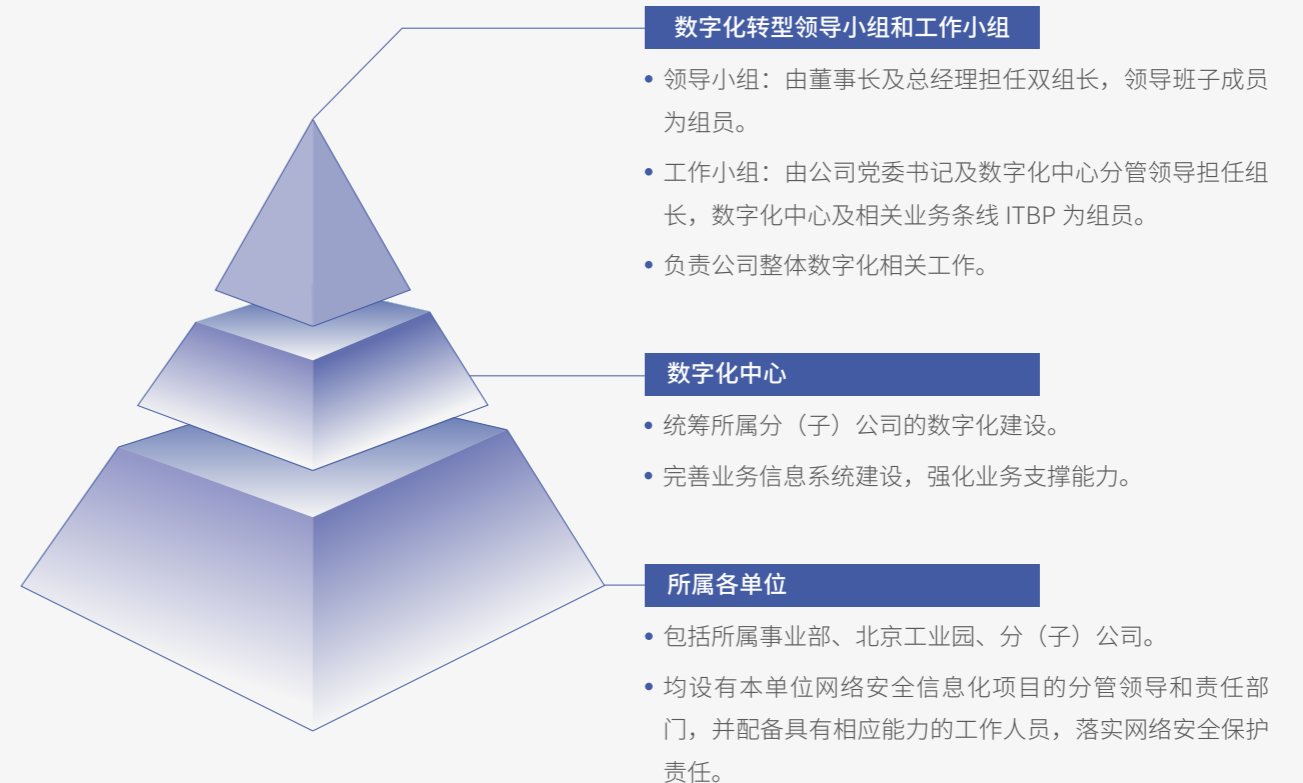 数字化转型领导小组和工作小组
• 领导小组：由董事长及总经理担任双组长，领导班子成员
为组员。
• 工作小组：由公司党委书记及数字化中心分管领导担任组
长，数字化中心及相关业务条线 ITBP 为组员。
• 负责公司整体数字化相关工作。
数字化中心
• 统筹所属分（子）公司的数字化建设。
• 完善业务信息系统建设，强化业务支撑能力。
所属各单位
• 包括所属事业部、北京工业园、分（子）公司。
• 均设有本单位网络安全信息化项目的分管领导和责任部
门，并配备具有相应能力的工作人员，落实网络安全保护
责任。